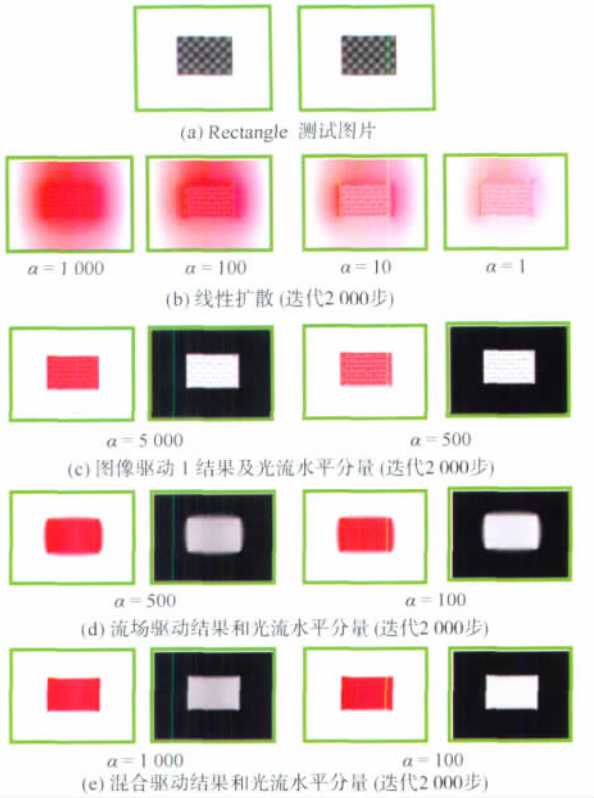 (a) Rectangle 测试图片
α = 1 000 α = 100 α = 10 α = 1
(b) 线性扩散 (迭代2 000步)
α = 5 000 α = 500
(c) 图像驱动 1 结果及光流水平分量 (迭代2 000步)
α = 500 α = 100
(d) 流场驱动结果和光流水平分量 (迭代2 000步)
α = 1 000 α = 100
(e) 混合驱动结果和光流水平分量 (迭代2 000步)